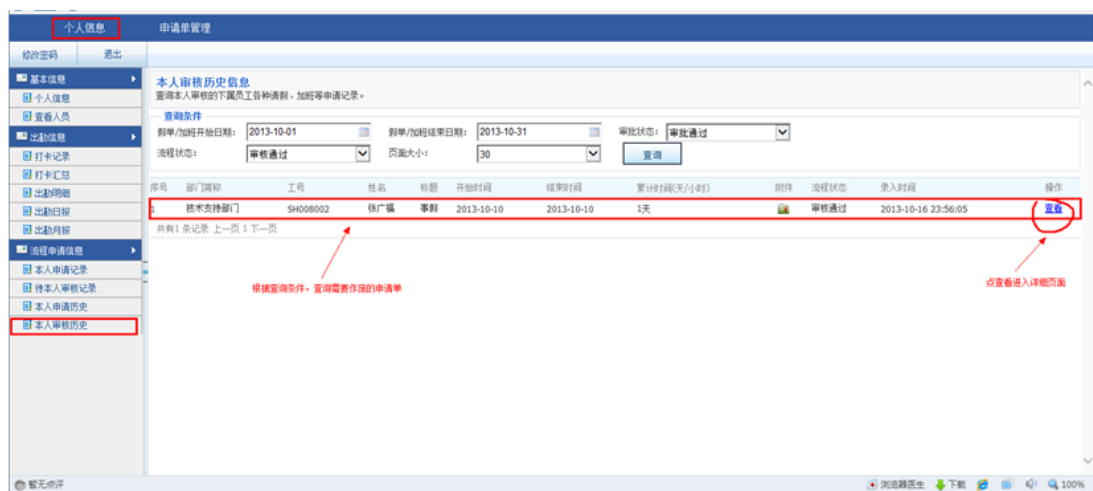 个人信息 申请单管理
修改密码 退出
基本信息
个人信息
查看人员
出勤信息
打卡记录
打卡汇总
出勤明细
出勤日报
出勤月报
流程申请信息
本人申请记录
待本人审核记录
本人申请历史
本人审核历史
本人审核历史信息
查询本人审核的下属员工各种请假、加班等申请记录。
查询条件
假单/加班开始日期： 2013-10-01 假单/加班结束日期： 2013-10-31 审批状态： 审批通过
流程状态： 审核通过 页面大小： 30 查询
序号 部门简称 工号 姓名 标题 开始时间 结束时间 累计时间(天/小时) 附件 流程状态 录入时间 操作
1 技术支持部门 SH008002 张广福 事假 2013-10-10 2013-10-10 1天 审核通过 2013-10-16 23:56:05 查看
共有1 条记录 上一页 1 下一页
根据查询条件，查询需要作废的申请单
点查看进入详细页面
暂无点评 浏览器医生 下载 100%